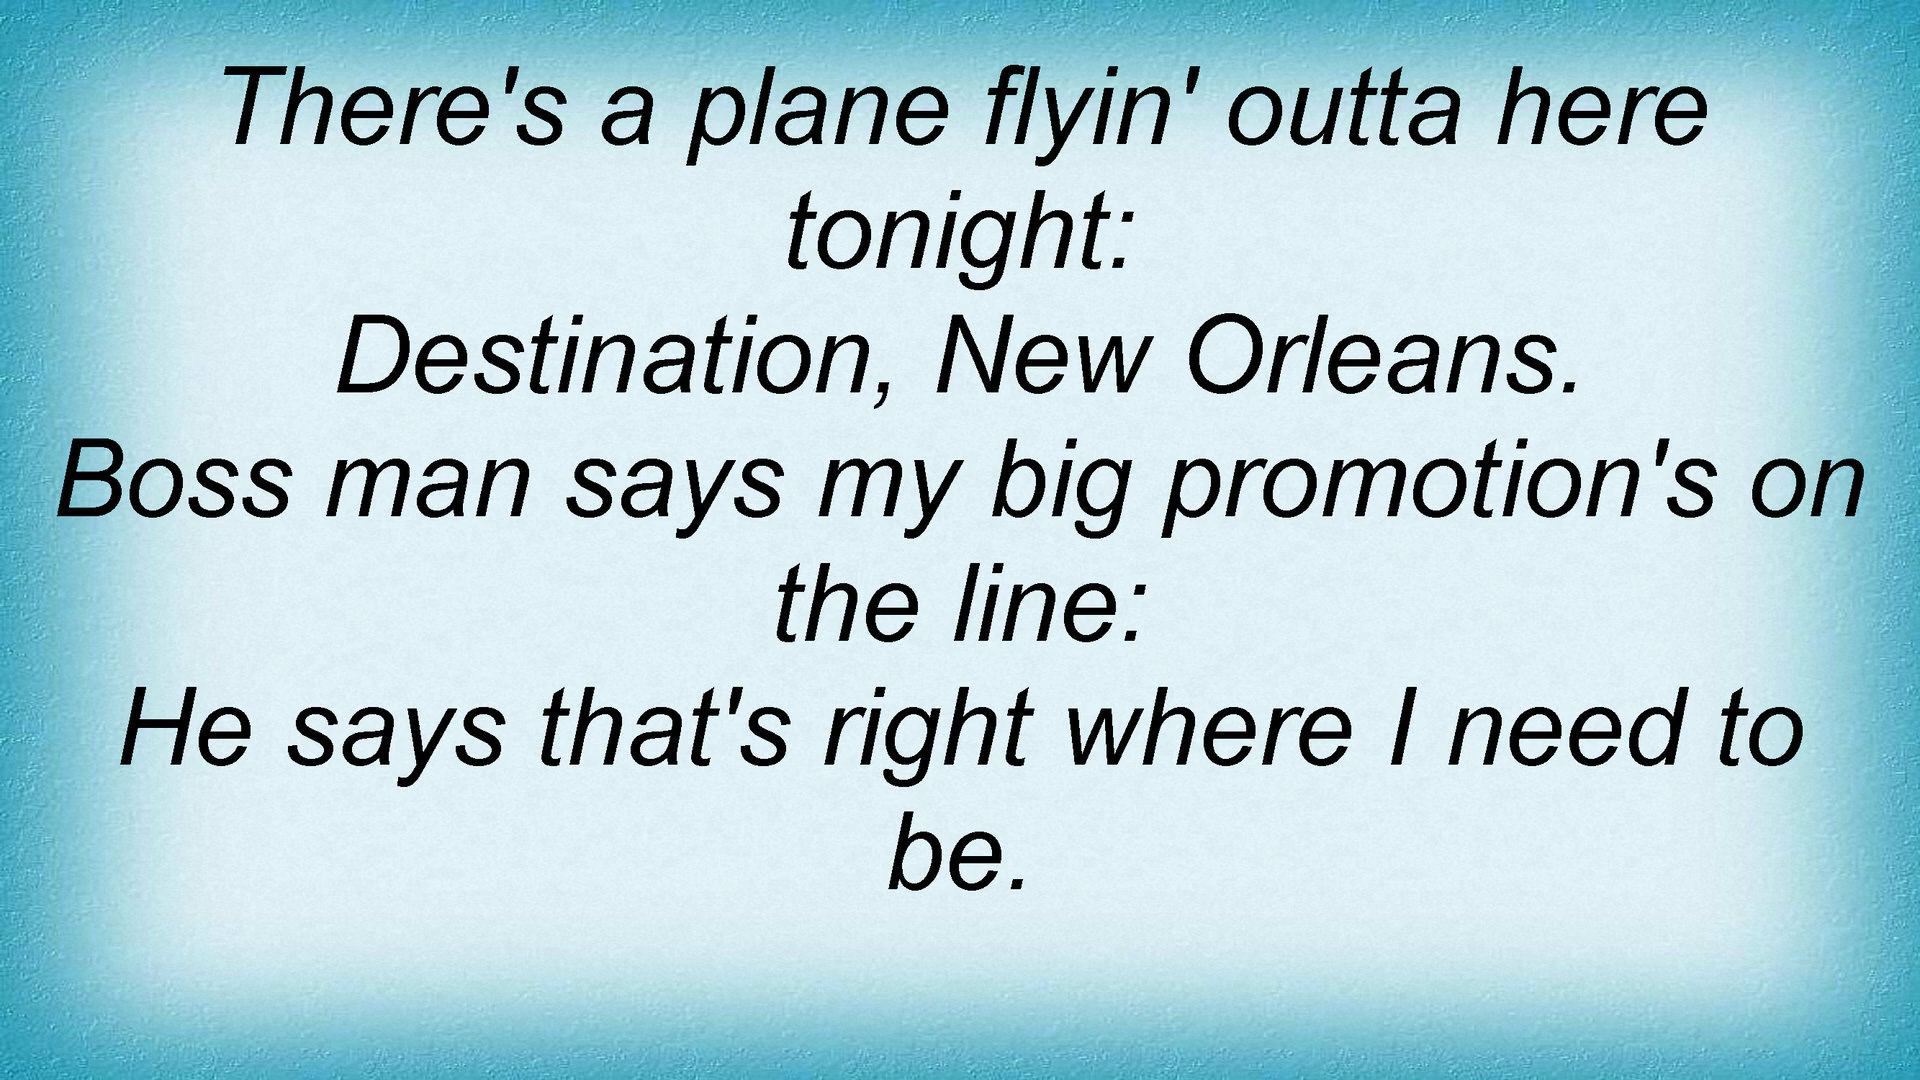 There's a plane flyin' outta here
tonight:
Destination, New Orleans.
Boss man says my big promotion's on
the line:
He says that's right where I need to
be.